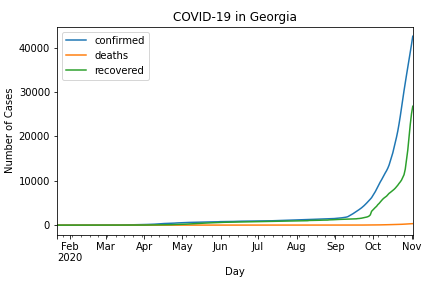 COVID-19 in Georgia
confirmed
deaths
recovered
Number of Cases
40000
30000
20000
10000
0
Feb Mar Apr May Jun Jul Aug Sep Oct Nov
2020
Day